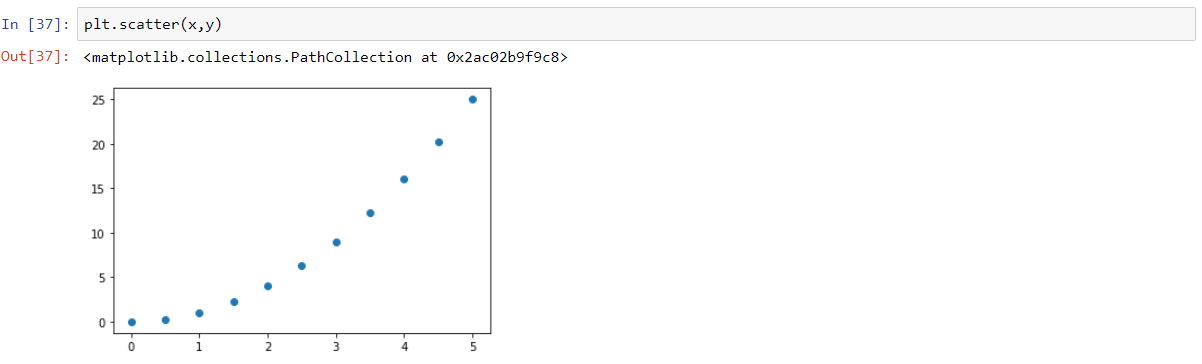 In [37]: plt.scatter(x,y)
Out[37]: <matplotlib.collections.PathCollection at 0x2ac02b9f9c8>
25
20
15
10
5
0
0 1 2 3 4 5